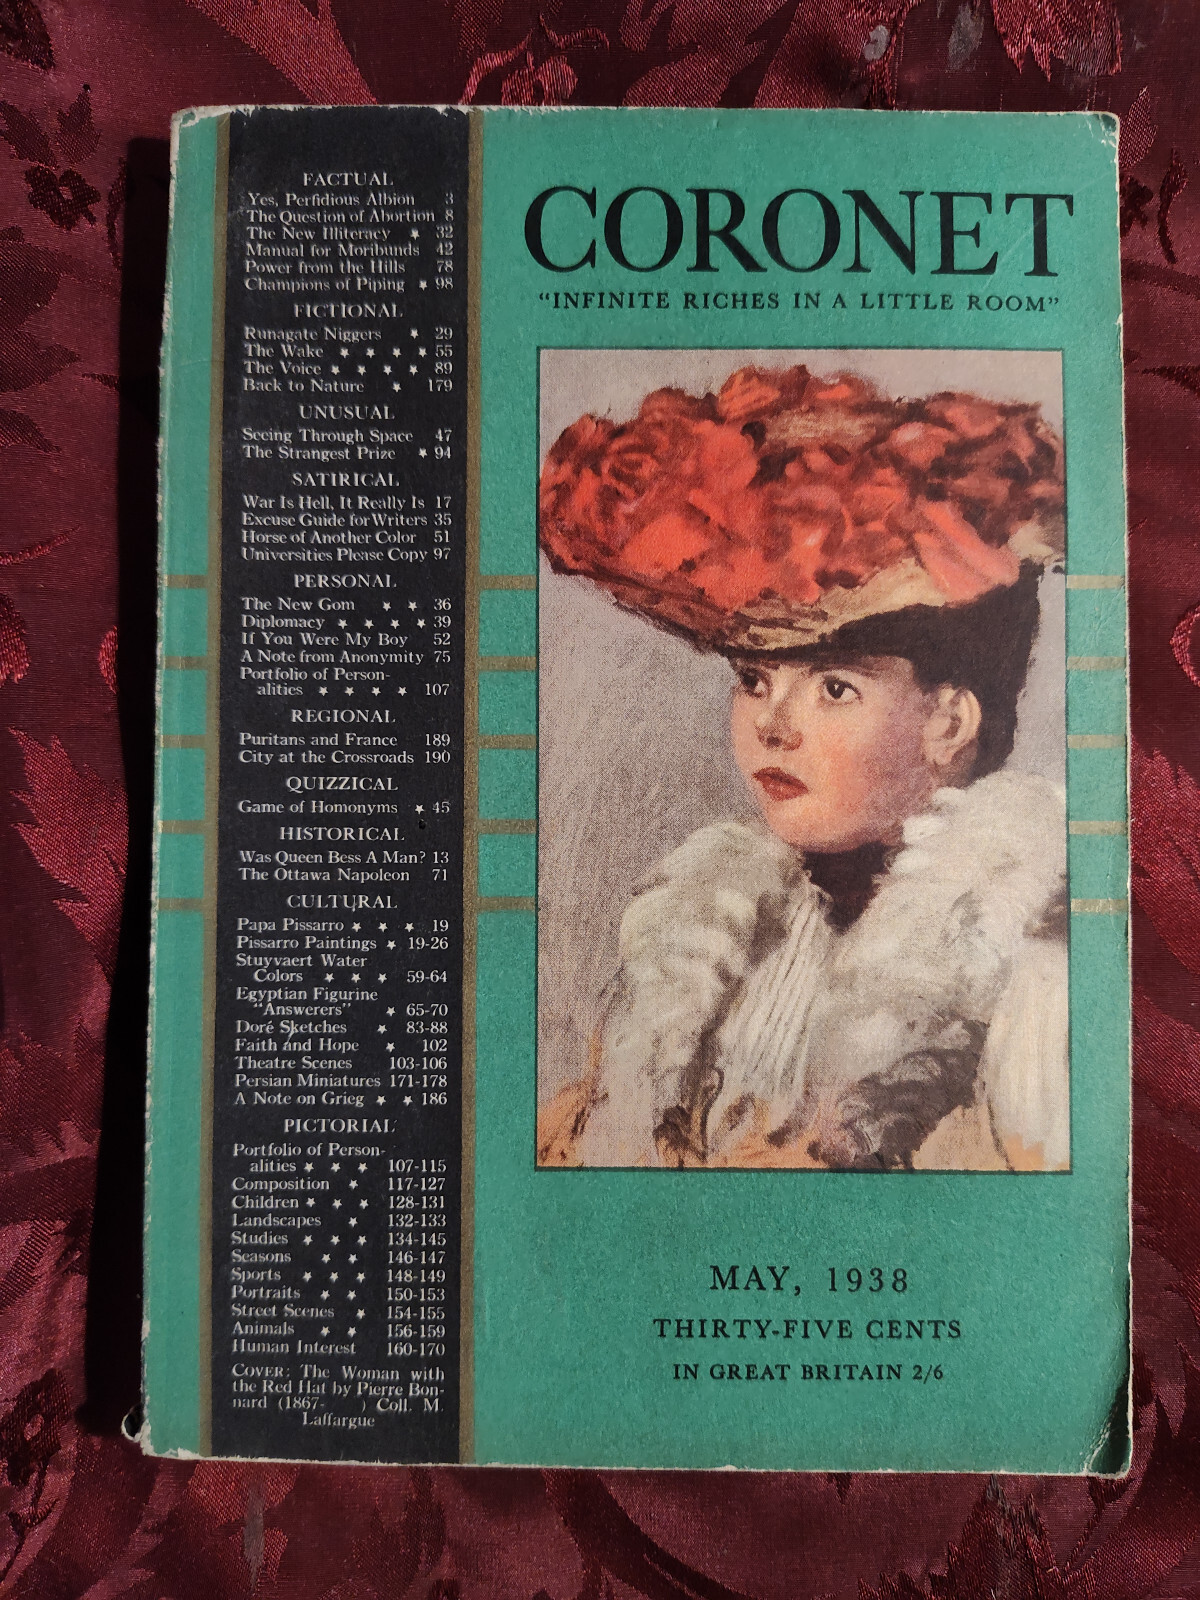 FACTUAL
Yes, Perfidious Albion 3
The Question of Abortion 8
The New Illiteracy ★ 32
Manual for Moribunds 42
Power from the Hills 78
Champions of Piping ★ 98
FICTIONAL
Runagate Niggers ★ 29
The Wake ★ ★ ★ ★ 55
The Voice ★ ★ ★ ★ 89
Back to Nature ★ 179
UNUSUAL
Seeing Through Space 47
The Strangest Prize ★ 94
SATIRICAL
War Is Hell, It Really Is 17
Excuse Guide for Writers 35
Horse of Another Color 51
Universities Please Copy 97
PERSONAL
The New Gom ★ ★ 36
Diplomacy ★ ★ ★ ★ 39
If You Were My Boy 52
A Note from Anonymity 75
Portfolio of Person-
alities ★ ★ ★ ★ 107
REGIONAL
Puritans and France 189
City at the Crossroads 190
QUIZZICAL
Game of Homonyms ★ 45
HISTORICAL
Was Queen Bess A Man? 13
The Ottawa Napoleon 71
CULTURAL
Papa Pissarro ★ ★ ★ 19
Pissarro Paintings ★ 19-26
Stuyvaert Water
Colors ★ ★ ★ 59-64
Egyptian Figurine
"Answerers" ★ 65-70
Doré Sketches ★ 83-88
Faith and Hope ★ 102
Theatre Scenes 103-106
Persian Miniatures 171-178
A Note on Grieg ★ ★ 186
PICTORIAL
Portfolio of Person-
alities ★ ★ ★ 107-115
Composition ★ 117-127
Children ★ ★ ★ 128-131
Landscapes ★ 132-133
Studies ★ ★ ★ 134-145
Seasons ★ ★ 146-147
Sports ★ ★ ★ 148-149
Portraits ★ ★ 150-153
Street Scenes ★ 154-155
Animals ★ ★ 156-159
Human Interest 160-170
COVER: The Woman with
the Red Hat by Pierre Bon-
nard (1867- ) Coll. M.
Laffargue
CORONET
"INFINITE RICHES IN A LITTLE ROOM"
MAY, 1938
THIRTY-FIVE CENTS
IN GREAT BRITAIN 2/6